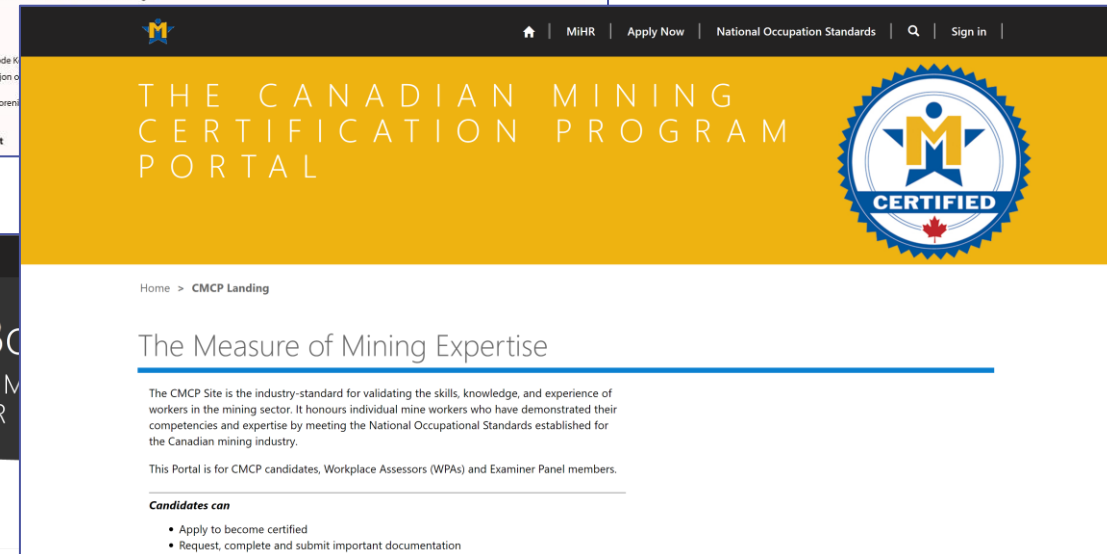 MiHR | Apply Now | National Occupation Standards | Sign in |
THE CANADIAN MINING
CERTIFICATION PROGRAM
PORTAL
M
CERTIFIED
Home > CMCP Landing
The Measure of Mining Expertise
The CMCP Site is the industry-standard for validating the skills, knowledge, and experience of
workers in the mining sector. It honours individual mine workers who have demonstrated their
competencies and expertise by meeting the National Occupational Standards established for
the Canadian mining industry.
This Portal is for CMCP candidates, Workplace Assessors (WPAs) and Examiner Panel members.
Candidates can
• Apply to become certified
• Request, complete and submit important documentation